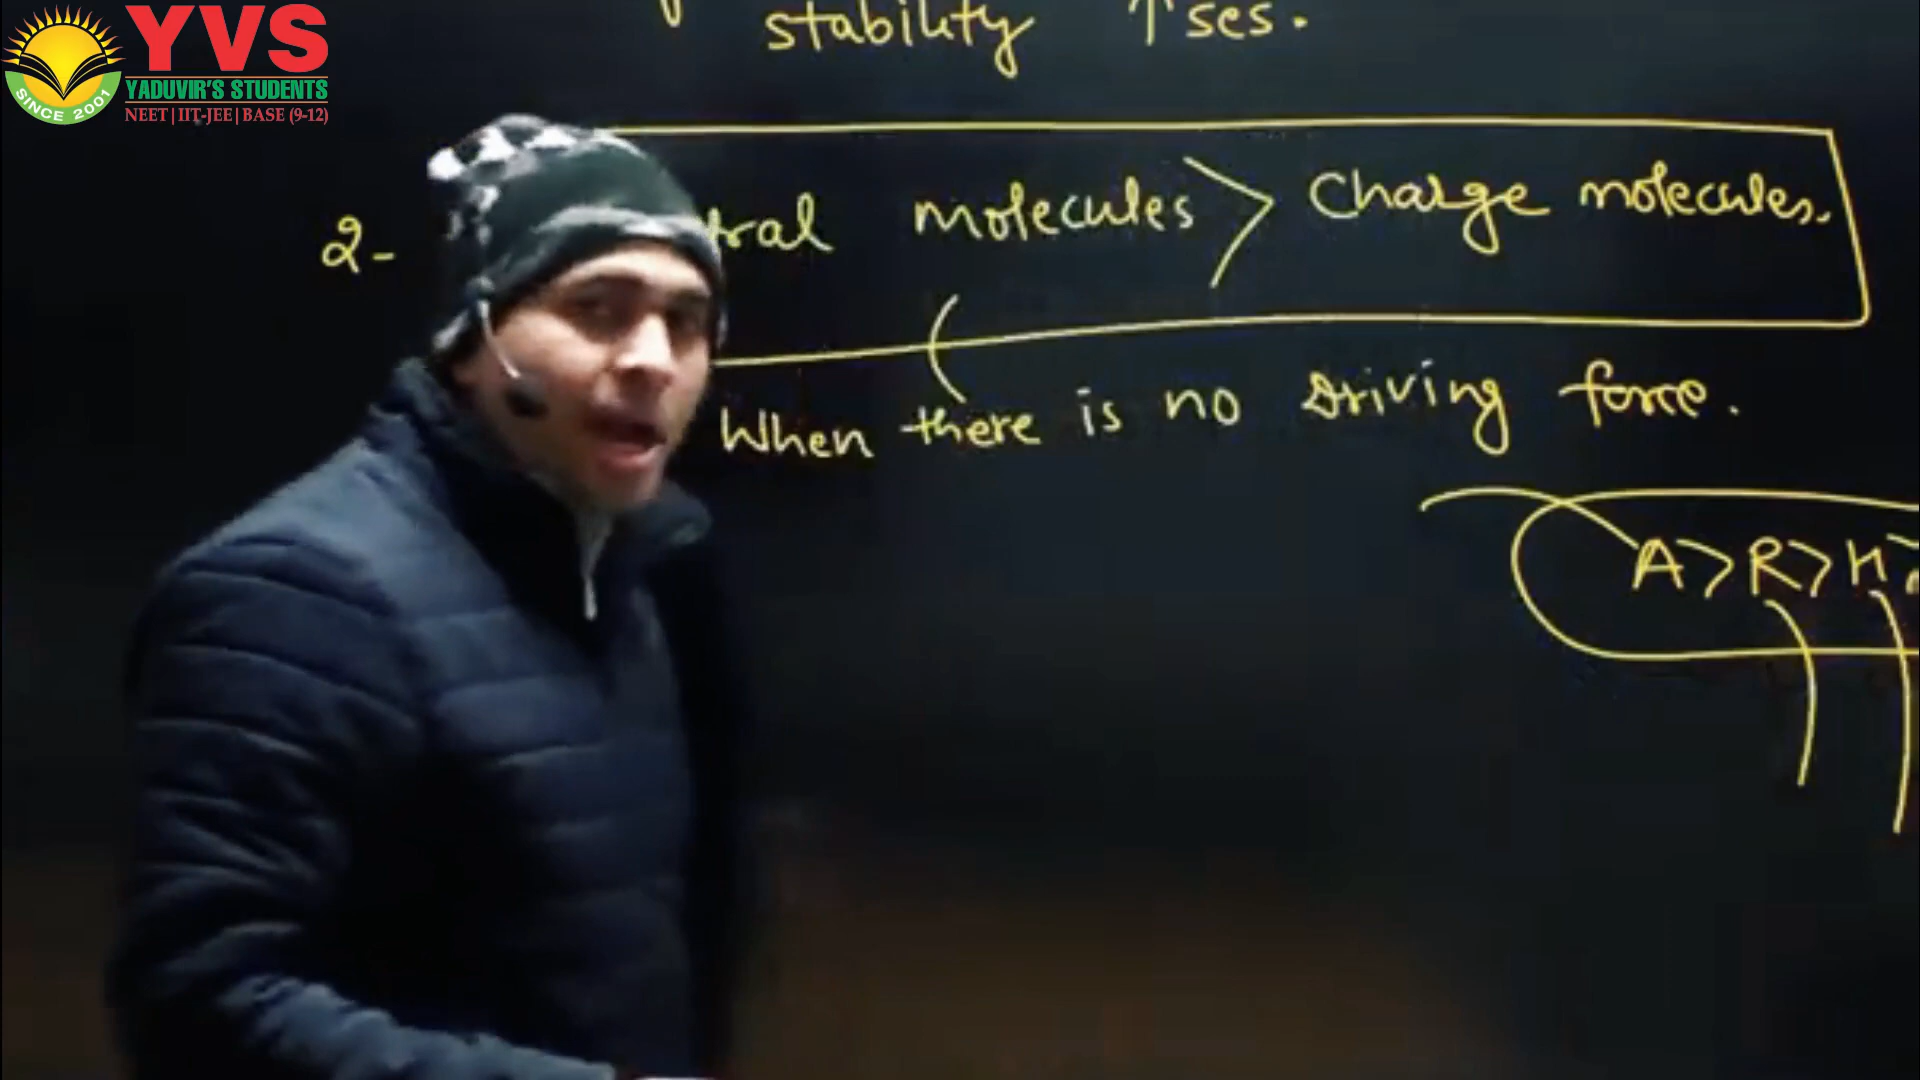 YVS
YADUVIR'S STUDENTS
NEET | IIT-JEE | BASE (9-12)
SINCE 2001
stability ↑ses.
2- tral molecules > Charge molecules.
When there is no driving force.
A>R>H